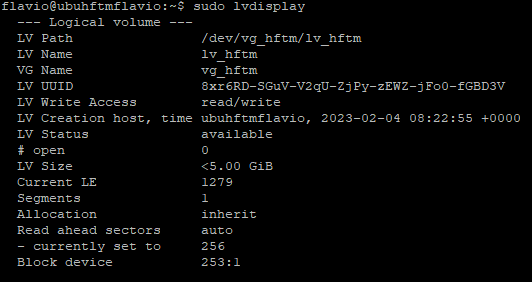 flavio@ubuhftmflavio:~$ sudo lvdisplay
--- Logical volume ---
LV Path /dev/vg_hftm/lv_hftm
LV Name lv_hftm
VG Name vg_hftm
LV UUID 8xr6RD-SGuV-V2qU-ZjPy-zEWZ-jFo0-fGBD3V
LV Write Access read/write
LV Creation host, time ubuhftmflavio, 2023-02-04 08:22:55 +0000
LV Status available
# open 0
LV Size <5.00 GiB
Current LE 1279
Segments 1
Allocation inherit
Read ahead sectors auto
- currently set to 256
Block device 253:1